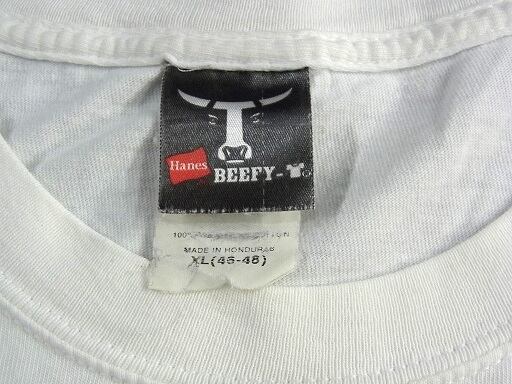 Hanes
BEEFY-
100%
MADE IN HONDURAS
XL(46-48)